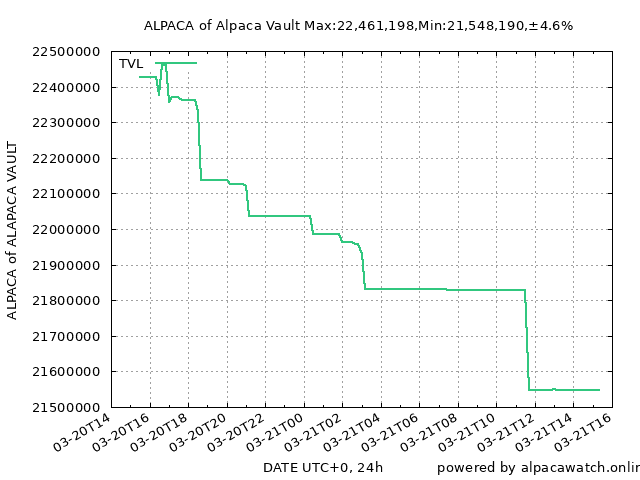 ALPACA of Alpaca Vault Max:22,461,198,Min:21,548,190,±4.6%
TVL
22500000
22400000
22300000
22200000
22100000
22000000
21900000
21800000
21700000
21600000
21500000
ALPACA of ALAPACA VAULT
03-20T14
03-20T16
03-20T18
03-20T20
03-20T22
03-21T00
03-21T02
03-21T04
03-21T06
03-21T08
03-21T10
03-21T12
03-21T14
03-21T16
DATE UTC+0, 24h
powered by alpacawatch.onlin